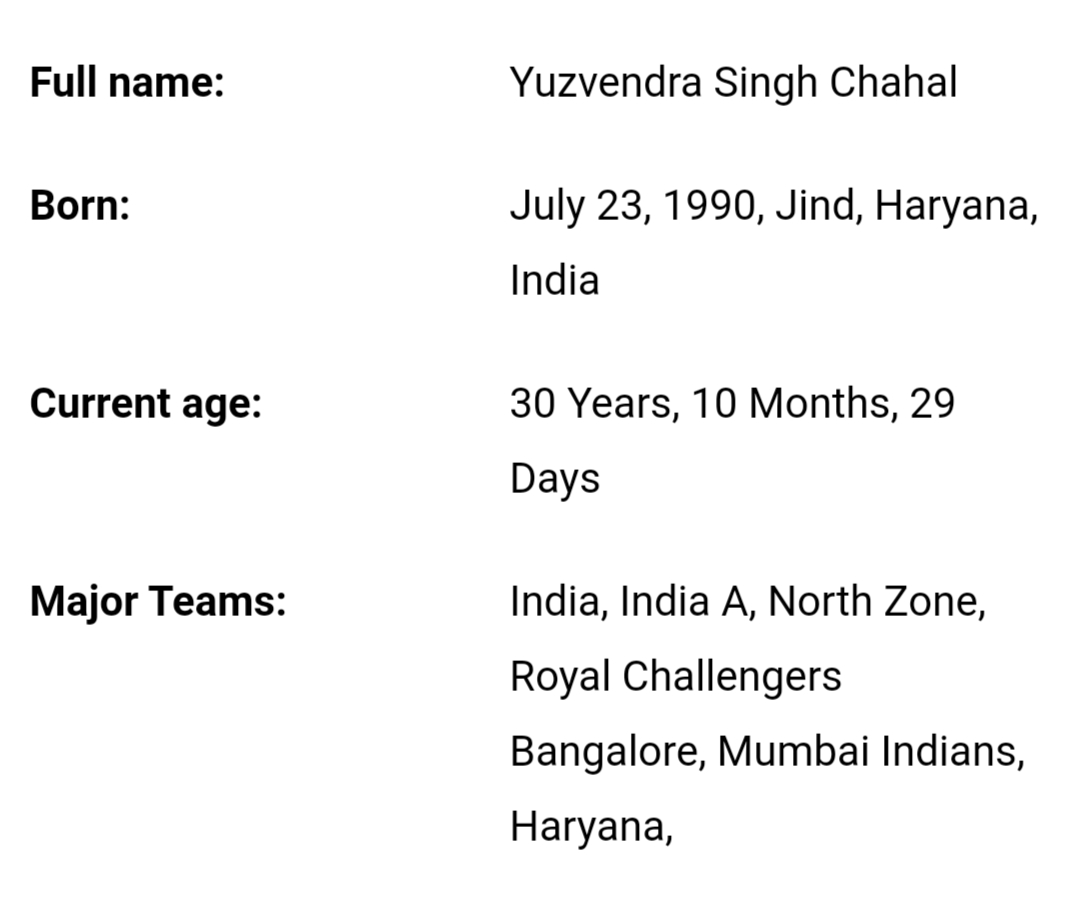 Full name: Yuzvendra Singh Chahal
Born: July 23, 1990, Jind, Haryana,
India
Current age: 30 Years, 10 Months, 29
Days
Major Teams: India, India A, North Zone,
Royal Challengers
Bangalore, Mumbai Indians,
Haryana,